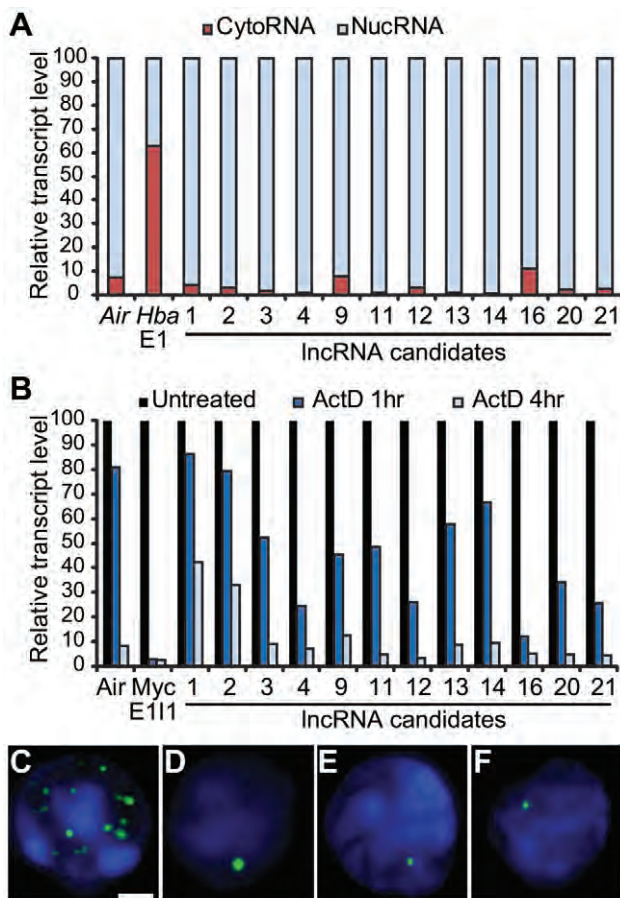 A
CytoRNA NucRNA
Relative transcript level
100
90
80
70
60
50
40
30
20
10
0
Air Hba 1 2 3 4 9 11 12 13 14 16 20 21
E1
lncRNA candidates
B
Untreated ActD 1hr ActD 4hr
Relative transcript level
100
90
80
70
60
50
40
30
20
10
0
Air Myc 1 2 3 4 9 11 12 13 14 16 20 21
E1I1
lncRNA candidates
C D E F